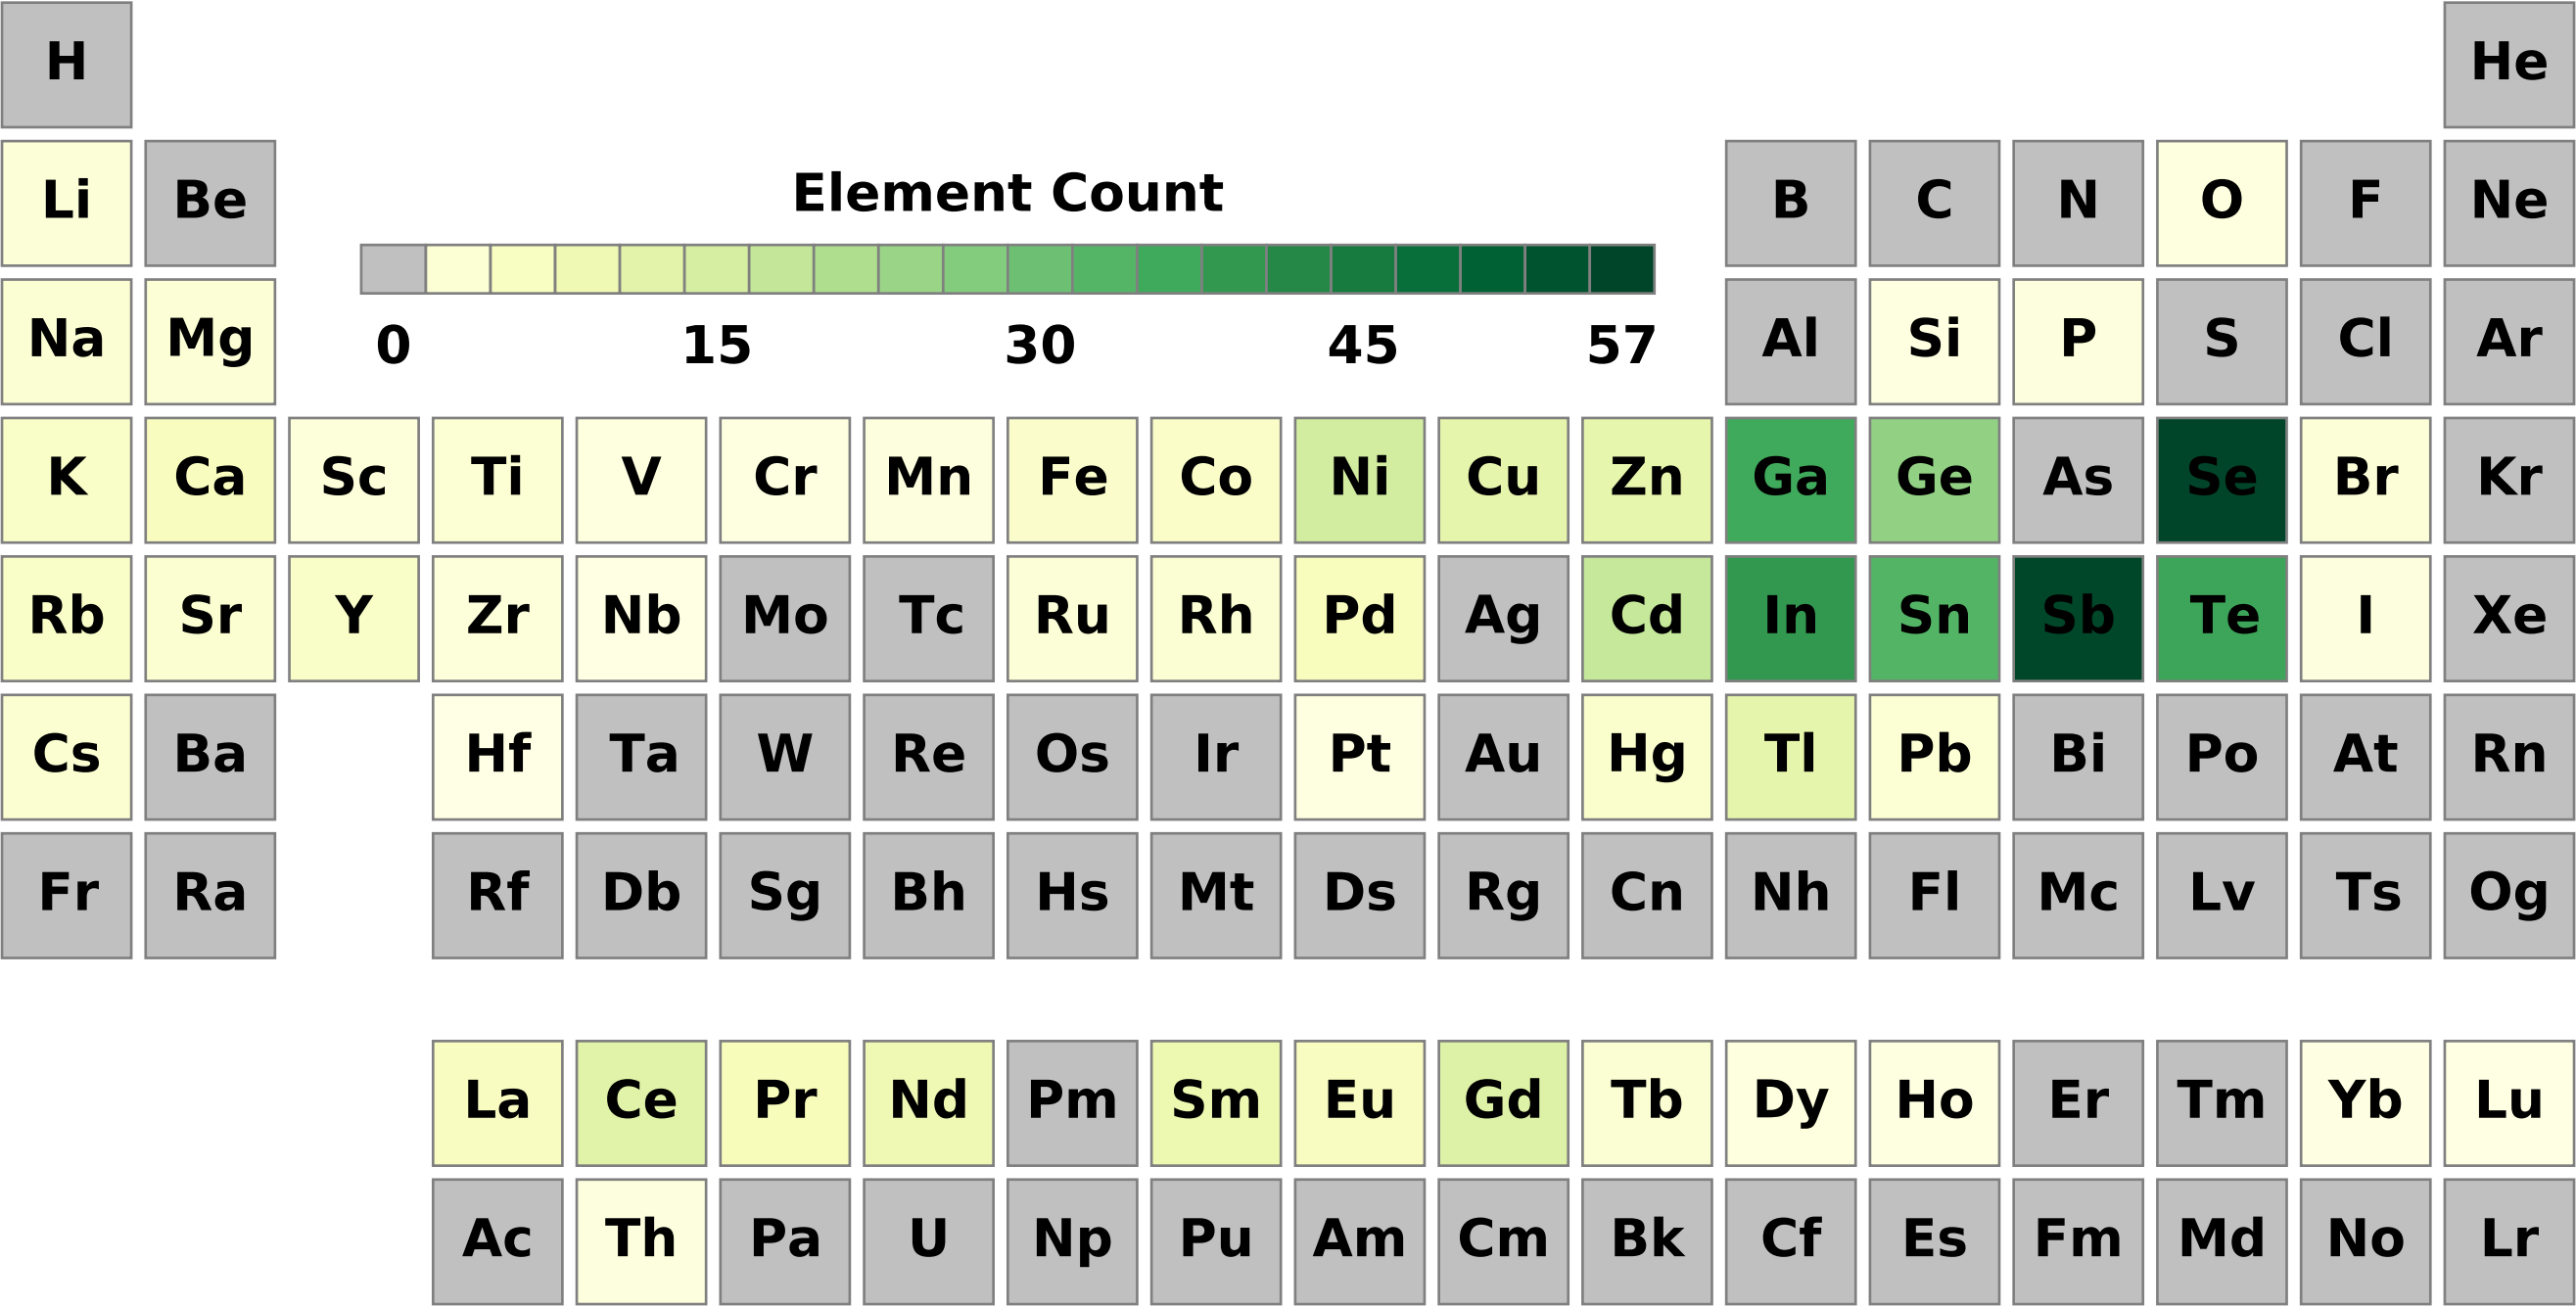 H He
Li Be B C N O F Ne
Element Count
Na Mg Al Si P S Cl Ar
0 15 30 45 57
K Ca Sc Ti V Cr Mn Fe Co Ni Cu Zn Ga Ge As Se Br Kr
Rb Sr Y Zr Nb Mo Tc Ru Rh Pd Ag Cd In Sn Sb Te I Xe
Cs Ba Hf Ta W Re Os Ir Pt Au Hg Tl Pb Bi Po At Rn
Fr Ra Rf Db Sg Bh Hs Mt Ds Rg Cn Nh Fl Mc Lv Ts Og
La Ce Pr Nd Pm Sm Eu Gd Tb Dy Ho Er Tm Yb Lu
Ac Th Pa U Np Pu Am Cm Bk Cf Es Fm Md No Lr